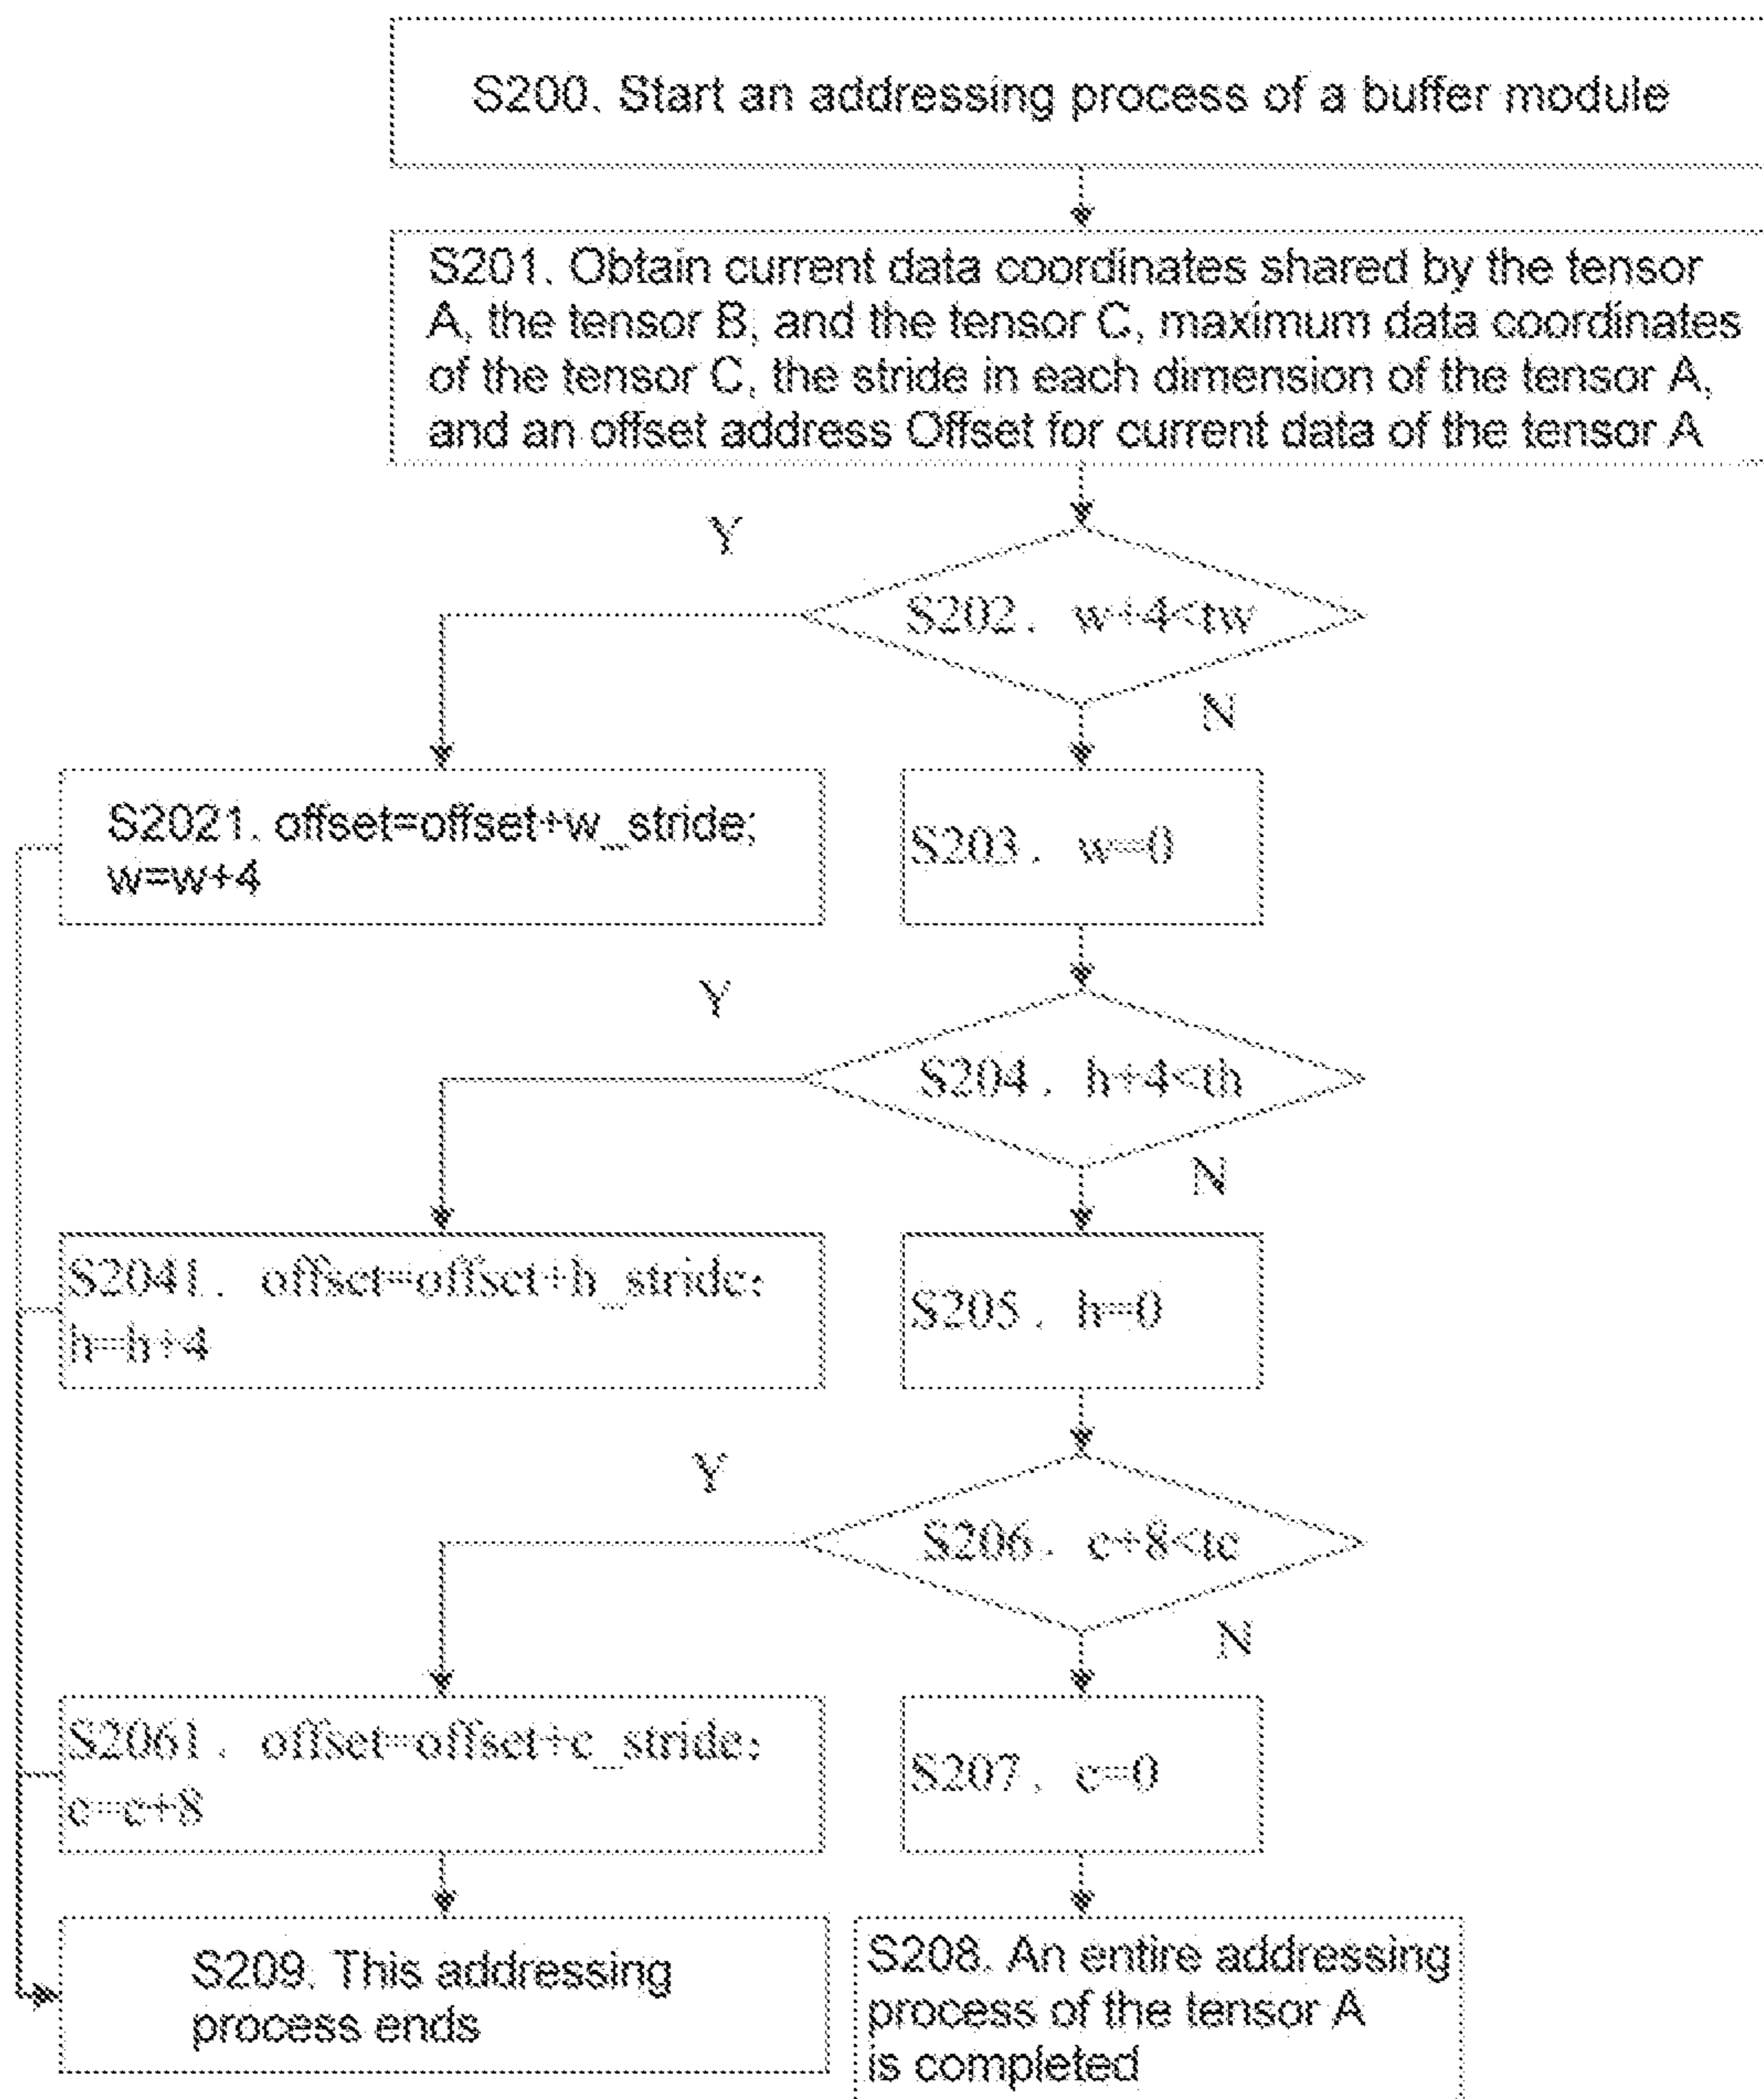 S200. Start an addressing process of a buffer module
S201. Obtain current data coordinates shared by the tensor
A, the tensor B, and the tensor C, maximum data coordinates
of the tensor C, the stride in each dimension of the tensor A,
and an offset address Offset for current data of the tensor A
Y
S202. w+4<tw
N
S2021. offset=offset+w_stride;
w=w+4
S203. w=0
Y
S204. h+4<th
N
S2041. offset=offset+h_stride;
h=h+4
S205. h=0
Y
S206. c+8<tc
N
S2061. offset=offset+c_stride;
c=c+8
S207. c=0
S209. This addressing
process ends
S208. An entire addressing
process of the tensor A
is completed